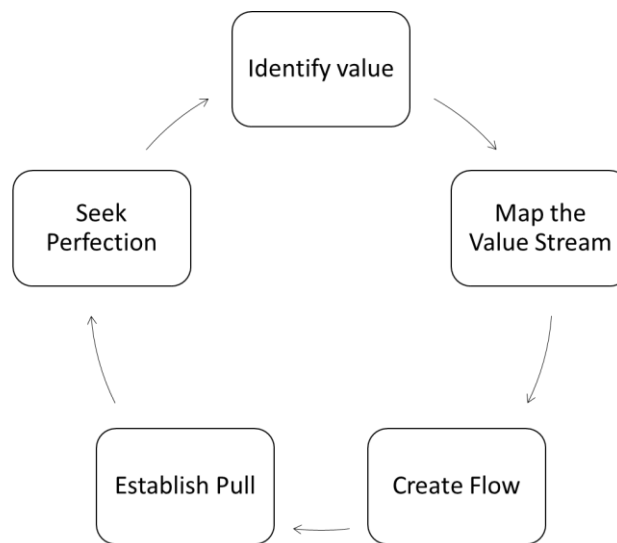 Identify value
Map the
Value Stream
Create Flow
Establish Pull
Seek
Perfection